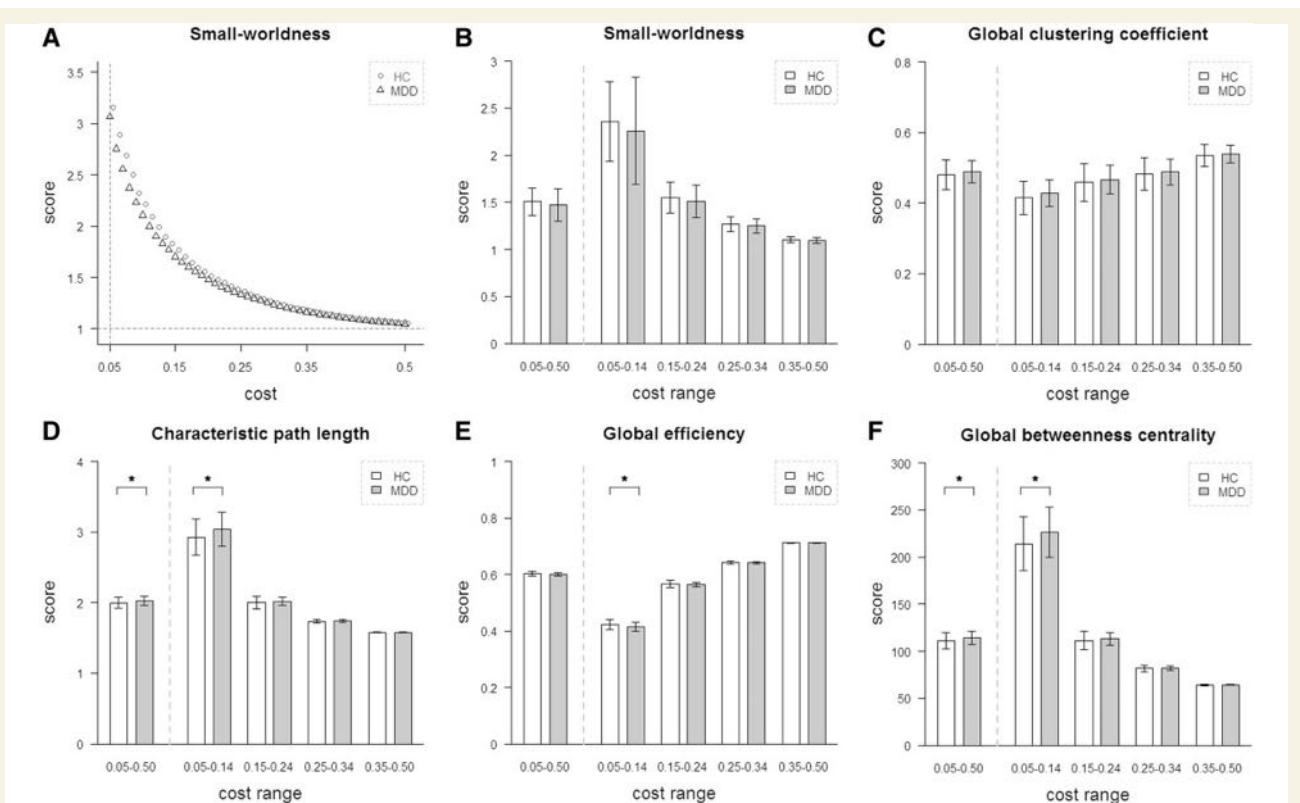 A
Small-worldness
score
3.5
3
2.5
2
1.5
1
HC
MDD
0.05
0.15
0.25
0.35
0.5
cost
B
Small-worldness
score
3
2.5
2
1.5
1
0.5
0
HC
MDD
0.05-0.50
0.05-0.14
0.15-0.24
0.25-0.34
0.35-0.50
cost range
C
Global clustering coefficient
score
0.8
0.6
0.4
0.2
0
HC
MDD
0.05-0.50
0.05-0.14
0.15-0.24
0.25-0.34
0.35-0.50
cost range
D
Characteristic path length
score
4
3
2
1
0
*
*
HC
MDD
0.05-0.50
0.05-0.14
0.15-0.24
0.25-0.34
0.35-0.50
cost range
E
Global efficiency
score
1
0.8
0.6
0.4
0.2
0
*
HC
MDD
0.05-0.50
0.05-0.14
0.15-0.24
0.25-0.34
0.35-0.50
cost range
F
Global betweenness centrality
score
300
250
200
150
100
50
0
*
*
HC
MDD
0.05-0.50
0.05-0.14
0.15-0.24
0.25-0.34
0.35-0.50
cost range